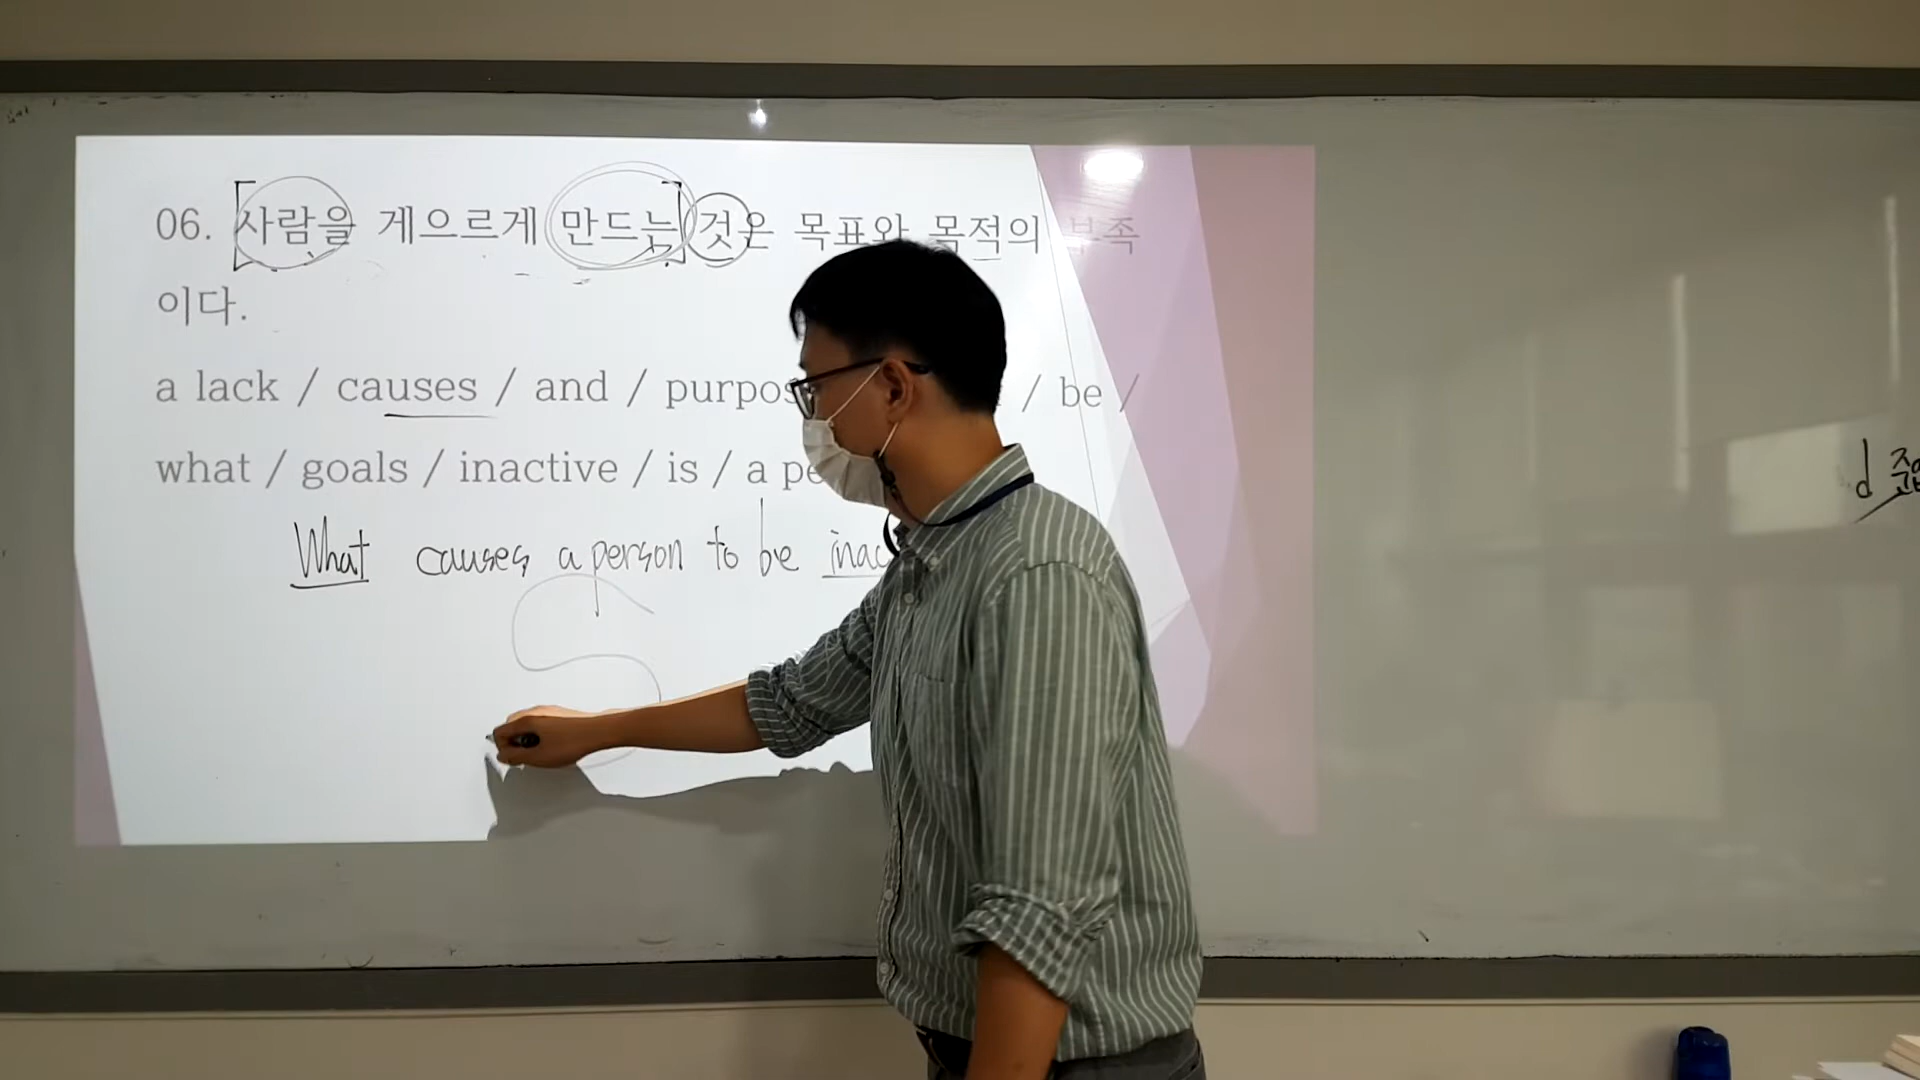 06. 사람을 게으르게 만드는 것은 목표와 목적의 부족
이다.
a lack / causes / and / purpos / be /
what / goals / inactive / is / a pe
What causes a person to be inac
d